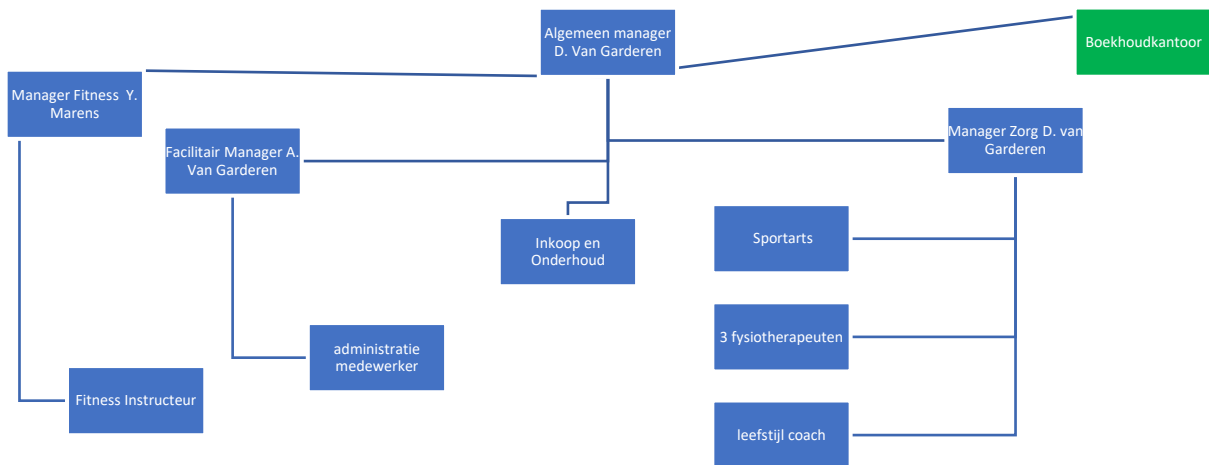 Algemeen manager
D. Van Garderen
Boekhoudkantoor
Manager Fitness Y.
Marens
Manager Zorg D. van
Garderen
Facilitair Manager A.
Van Garderen
Inkoop en
Onderhoud
Sportarts
3 fysiotherapeuten
administratie
medewerker
Fitness Instructeur
leefstijl coach